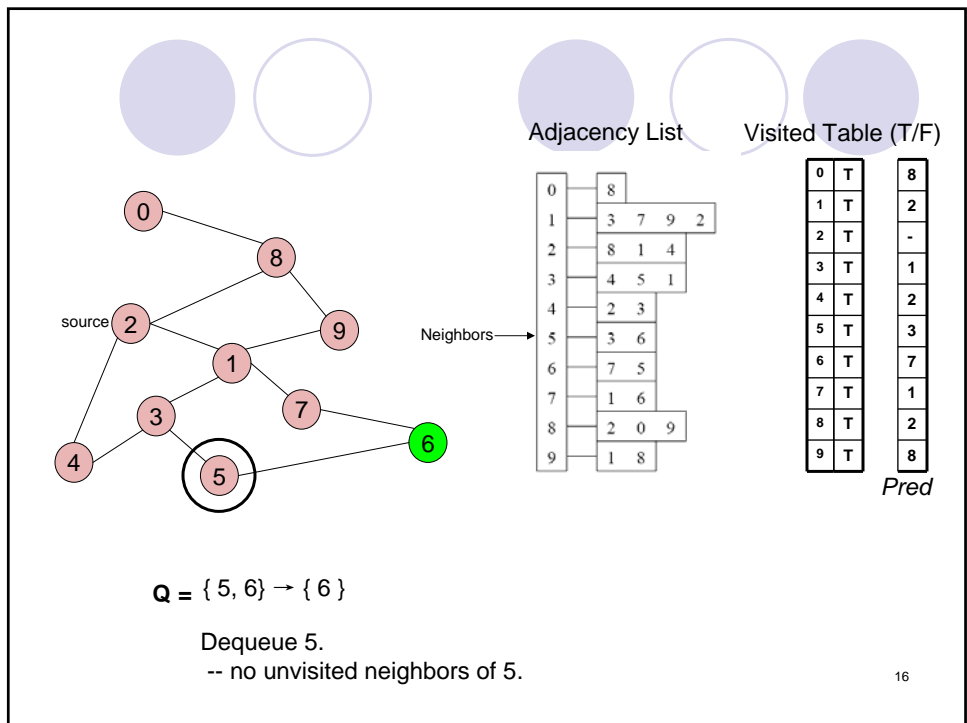 Adjacency List
Visited Table (T/F)
0
8
source
2
9
1
3
7
6
4
5
Neighbors
0 8
1 3 7 9 2
2 8 1 4
3 4 5 1
4 2 3
5 3 6
6 7 5
7 1 6
8 2 0 9
9 1 8
0 T 8
1 T 2
2 T -
3 T 1
4 T 2
5 T 3
6 T 7
7 T 1
8 T 2
9 T 8
Pred
Q = { 5, 6} → { 6 }
Dequeue 5.
-- no unvisited neighbors of 5.
16